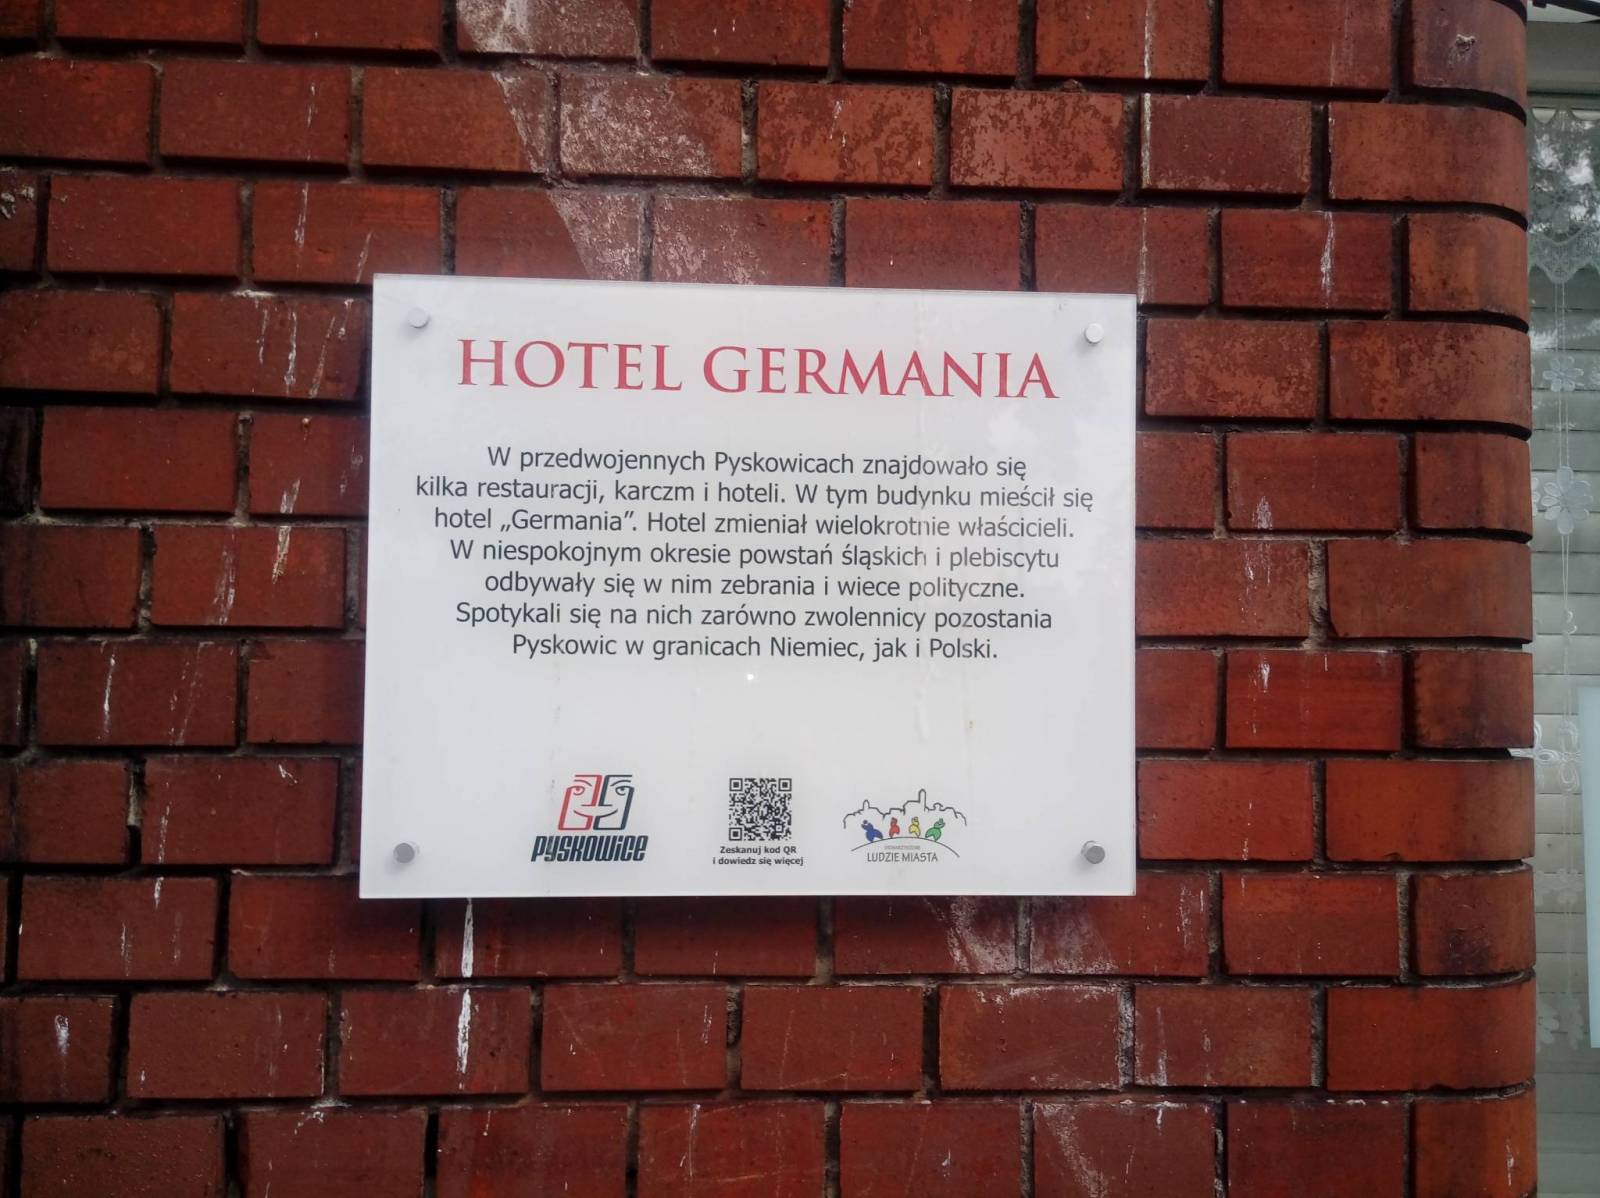 HOTEL GERMANIA
W przedwojennych Pyskowicach znajdowało się
kilka restauracji, karczm i hoteli. W tym budynku mieścił się
hotel „Germania”. Hotel zmieniał wielokrotnie właścicieli.
W niespokojnym okresie powstań śląskich i plebiscytu
odbywały się w nim zebrania i wiece polityczne.
Spotykali się na nich zarówno zwolennicy pozostania
Pyskowic w granicach Niemiec, jak i Polski.
PYSKOWICE
Zeskanuj kod QR
i dowiedz się więcej
STOWARZYSZENIE
LUDZIE MIASTA